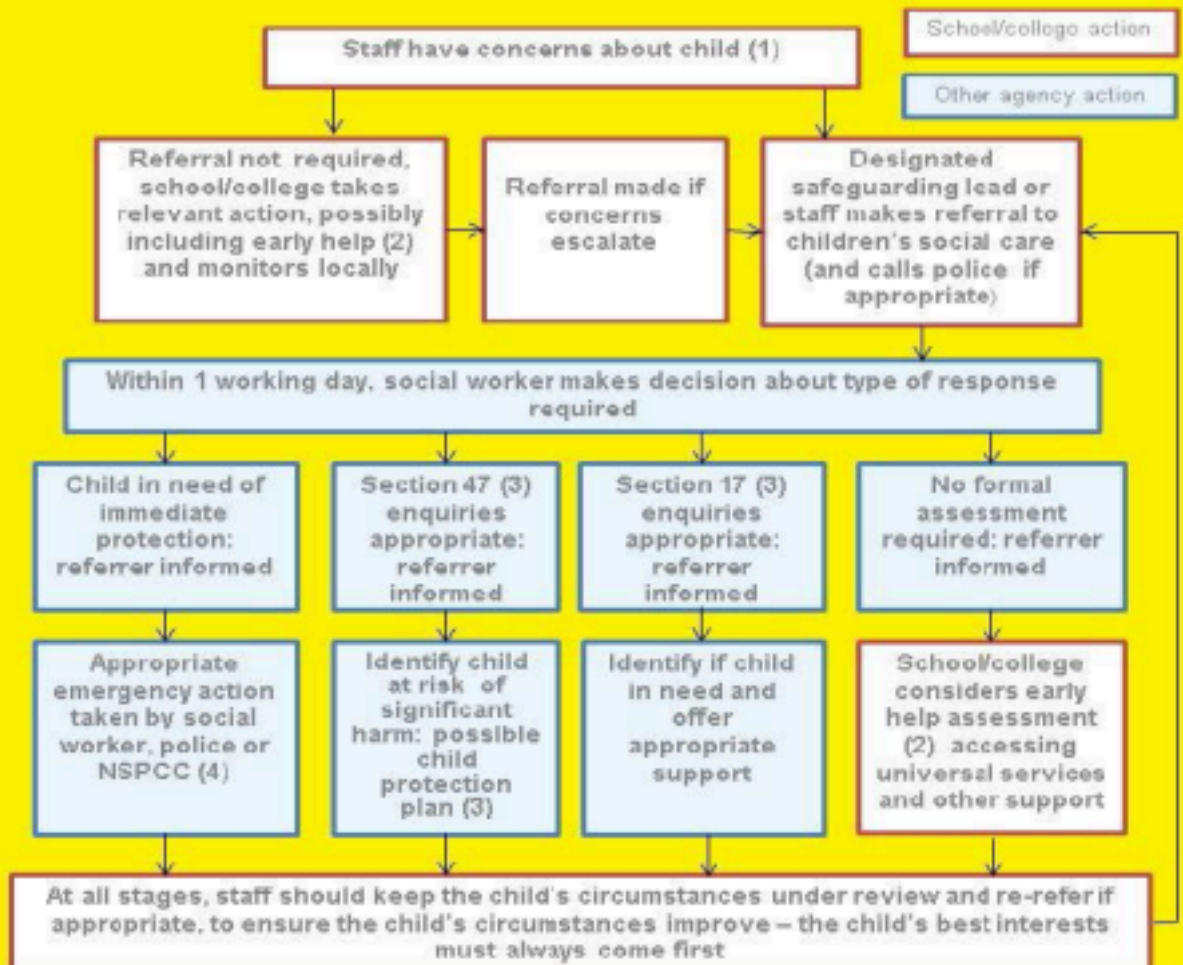 School/collogo action
Other agency action
Staff have concerns about child (1)
Referral not required,
school/college takes
relevant action, possibly
including early help (2)
and monitors locally
Referral made if
concerns
escalate
Designated
safeguarding lead or
staff makes referral to
children's social care
(and calls police if
appropriate)
Within 1 working day, social worker makes decision about type of response
required
Child in need of
immediate
protection:
referrer informed
Section 47 (3)
enquiries
appropriate:
referrer
informed
Section 17 (3)
enquiries
appropriate:
referrer
informed
No formal
assessment
required: referrer
informed
Appropriate
emergency action
taken by social
worker, police or
NSPCC (4)
Identify child
at risk of
significant
harm: possible
child
protection
plan (3)
Identify if child
in need and
offer
appropriate
support
School/college
considers early
help assessment
(2) accessing
universal services
and other support
At all stages, staff should keep the child's circumstances under review and re-refer if
appropriate, to ensure the child's circumstances improve – the child's best interests
must always come first